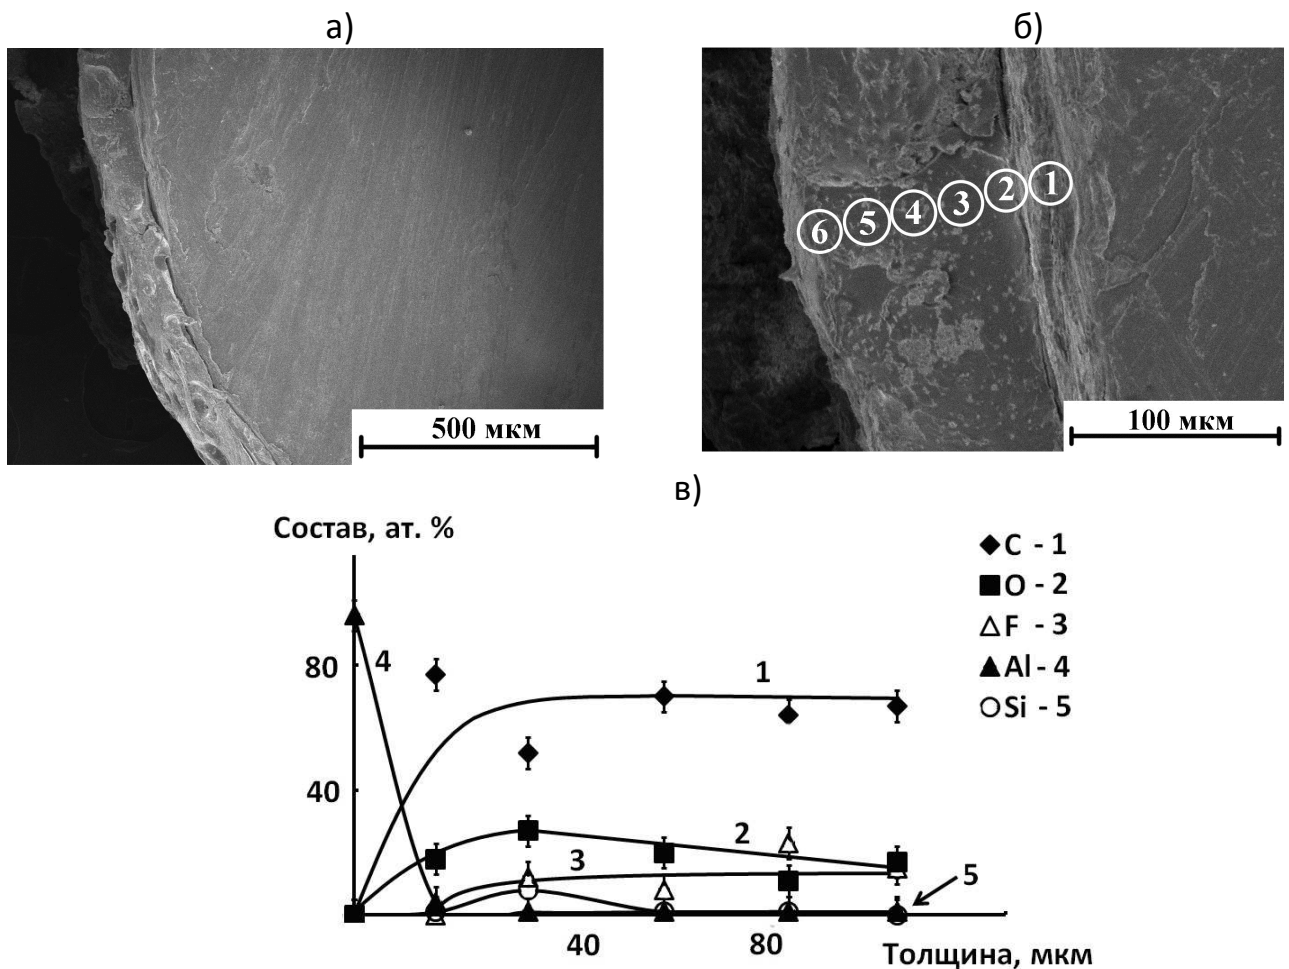 а)
б)
6 5 4 3 2 1
500 мкм
100 мкм
в)
Состав, ат. %
C - 1
O - 2
F - 3
Al - 4
Si - 5
80
4
1
40
2
3
5
40
80
Толщина, мкм